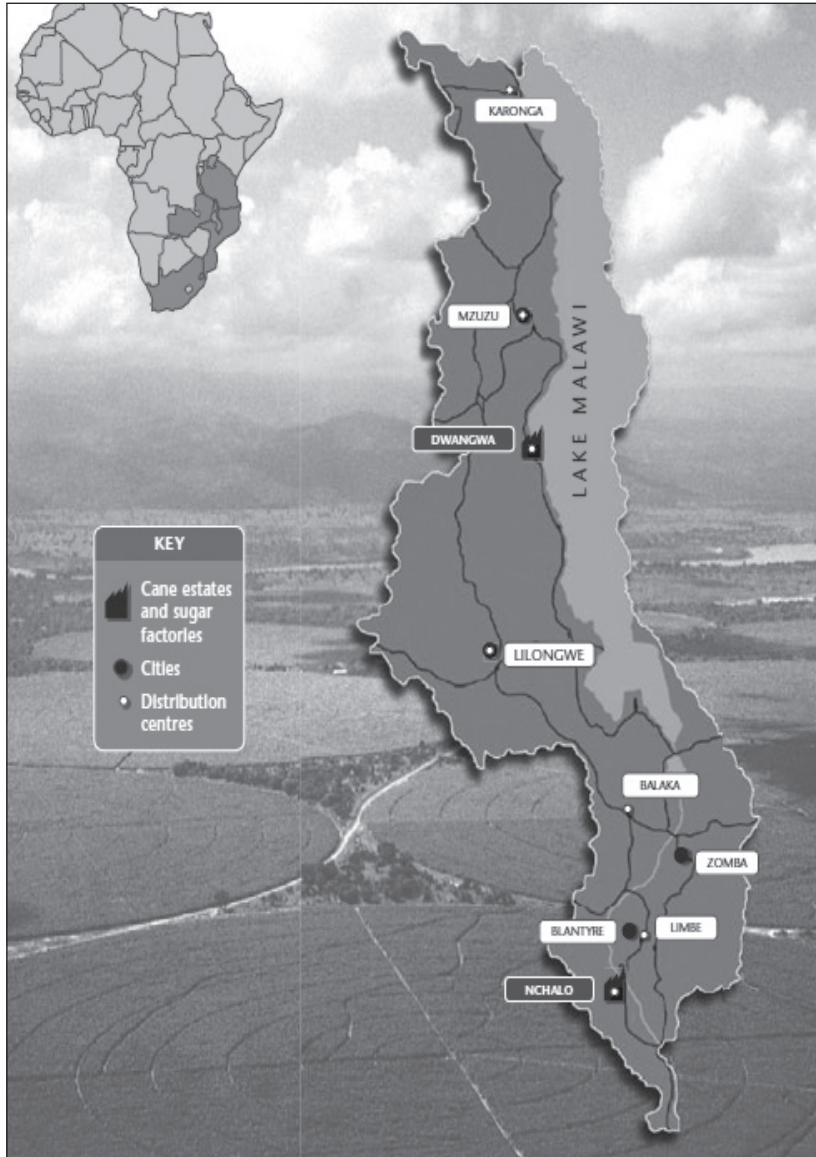 KARONGA
MZUZU
LAKE MALAWI
DWANGWA
KEY
Cane estates
and sugar
factories
Cities
Distribution
centres
LILONGWE
BALAKA
ZOMBA
BLANTYRE
LIMBE
NCHALO